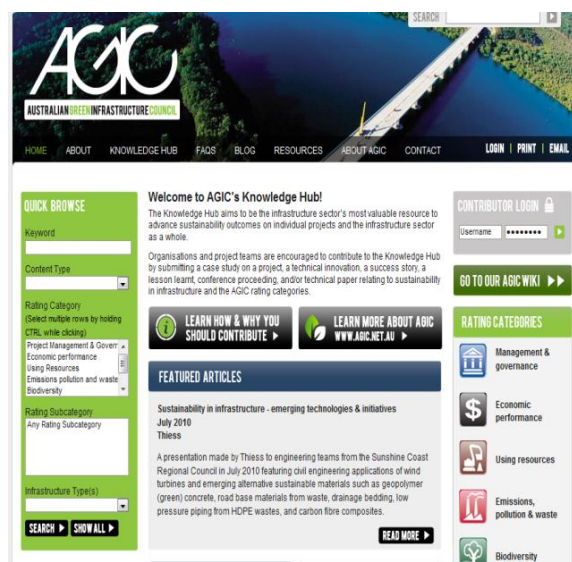 SEARCH
AGIC
AUSTRALIAN GREEN INFRASTRUCTURE COUNCIL
HOME ABOUT KNOWLEDGE HUB FAQS BLOG RESOURCES ABOUT AGIC CONTACT
LOGIN | PRINT | EMAIL
QUICK BROWSE
Keyword
Content Type
Rating Category
(Select multiple rows by holding
CTRL while clicking)
Project Management & Govern
Economic performance
Using Resources
Emissions pollution and waste
Biodiversity
Rating Subcategory
Any Rating Subcategory
Infrastructure Type(s)
SEARCH SHOW ALL
Welcome to AGIC's Knowledge Hub!
The Knowledge Hub aims to be the infrastructure sector's most valuable resource to
advance sustainability outcomes on individual projects and the infrastructure sector
as a whole.
Organisations and project teams are encouraged to contribute to the Knowledge Hub
by submitting a case study on a project, a technical innovation, a success story, a
lesson learnt, conference proceeding, and/or technical paper relating to sustainability
in infrastructure and the AGIC rating categories.
LEARN HOW & WHY YOU
SHOULD CONTRIBUTE
LEARN MORE ABOUT AGIC
WWW.AGIC.NET.AU
FEATURED ARTICLES
Sustainability in infrastructure - emerging technologies & initiatives
July 2010
Thiess
A presentation made by Thiess to engineering teams from the Sunshine Coast
Regional Council in July 2010 featuring civil engineering applications of wind
turbines and emerging alternative sustainable materials such as geopolymer
(green) concrete, road base materials from waste, drainage bedding, low
pressure piping from HDPE wastes, and carbon fibre composites.
READ MORE
CONTRIBUTOR LOGIN
Username
GO TO OUR AGIC WIKI
RATING CATEGORIES
Management &
governance
$
Economic
performance
Using resources
Emissions,
pollution & waste
Biodiversity